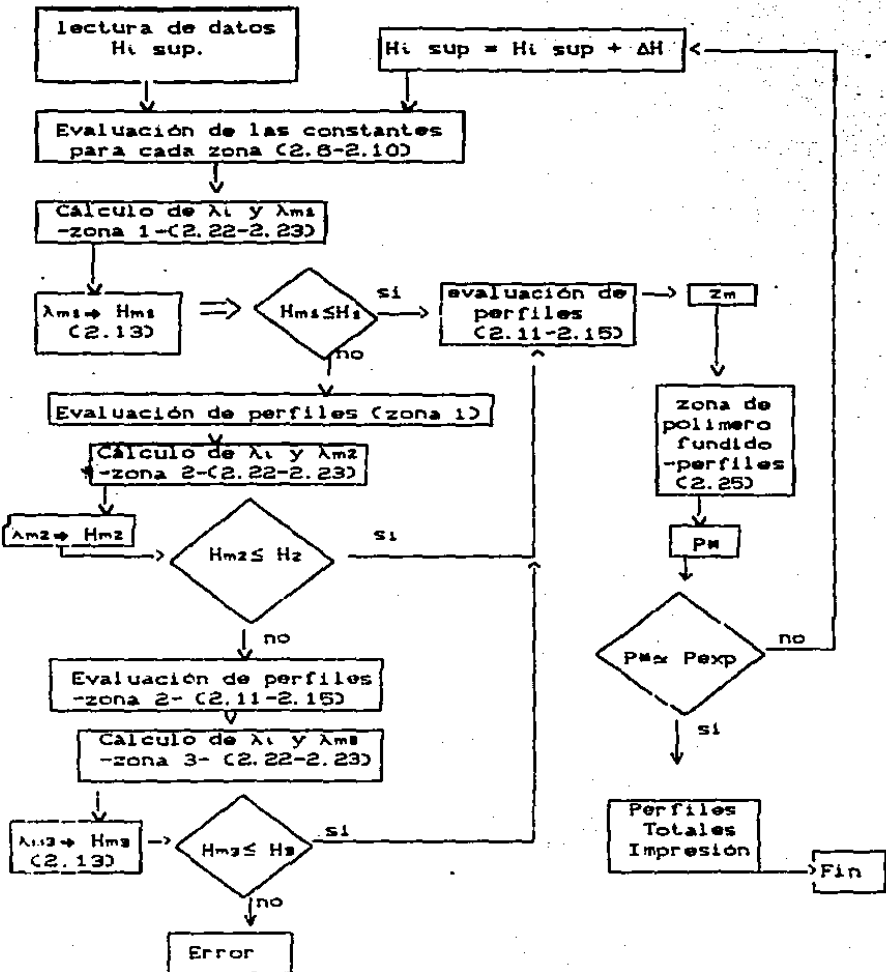 lectura de datos
Hi sup.
Hi sup = Hi sup + ΔH
Evaluación de las constantes
para cada zona (2.8-2.10)
Cálculo de λi y λm1
-zona 1-(2.22-2.23)
λm1⇒ Hm1
(2.13)
Hm1≤H1
si
no
evaluación de
perfiles
(2.11-2.15)
zm
Evaluación de perfiles (zona 1)
Cálculo de λi y λm2
-zona 2-(2.22-2.23)
λm2⇒ Hm2
Hm2≤ H2
si
no
zona de
polimero
fundido
-perfiles
(2.25)
P*
P*≃ Pexp
no
si
Evaluación de perfiles
-zona 2- (2.11-2.15)
Cálculo de λi y λm3
-zona 3- (2.22-2.23)
λm3⇒ Hm3
(2.13)
Hm3≤ H3
si
no
Error
Perfiles
Totales
Impresión
Fin